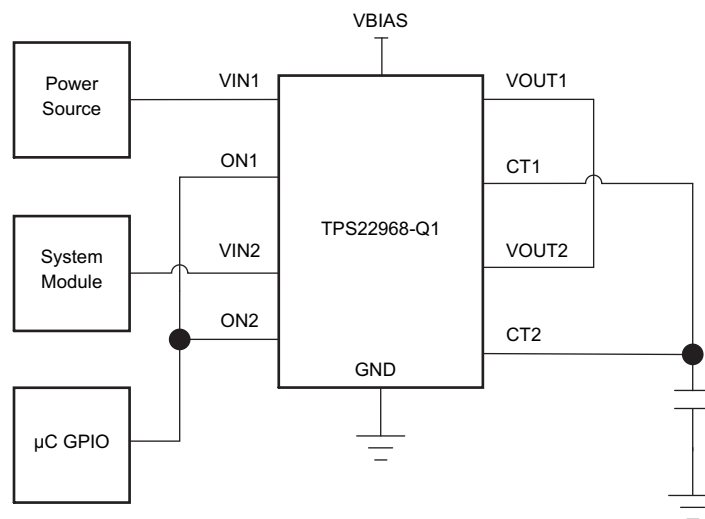 VBIAS
Power
Source
VIN1
VOUT1
ON1
CT1
TPS22968-Q1
System
Module
VIN2
VOUT2
ON2
CT2
GND
µC GPIO